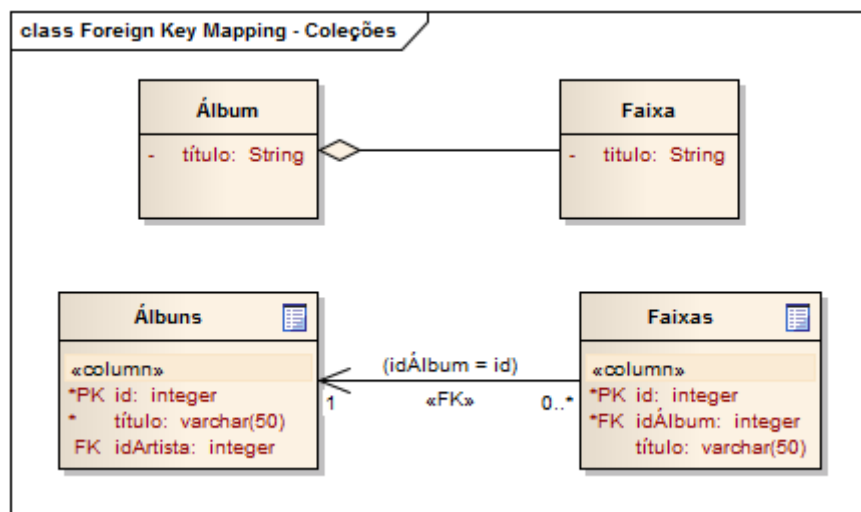 class Foreign Key Mapping - Coleções
Álbum
- título: String
Faixa
- titulo: String
Álbuns
«column»
*PK id: integer
* título: varchar(50)
FK idArtista: integer
(idÁlbum = id)
1 «FK» 0..*
Faixas
«column»
*PK id: integer
*FK idÁlbum: integer
título: varchar(50)